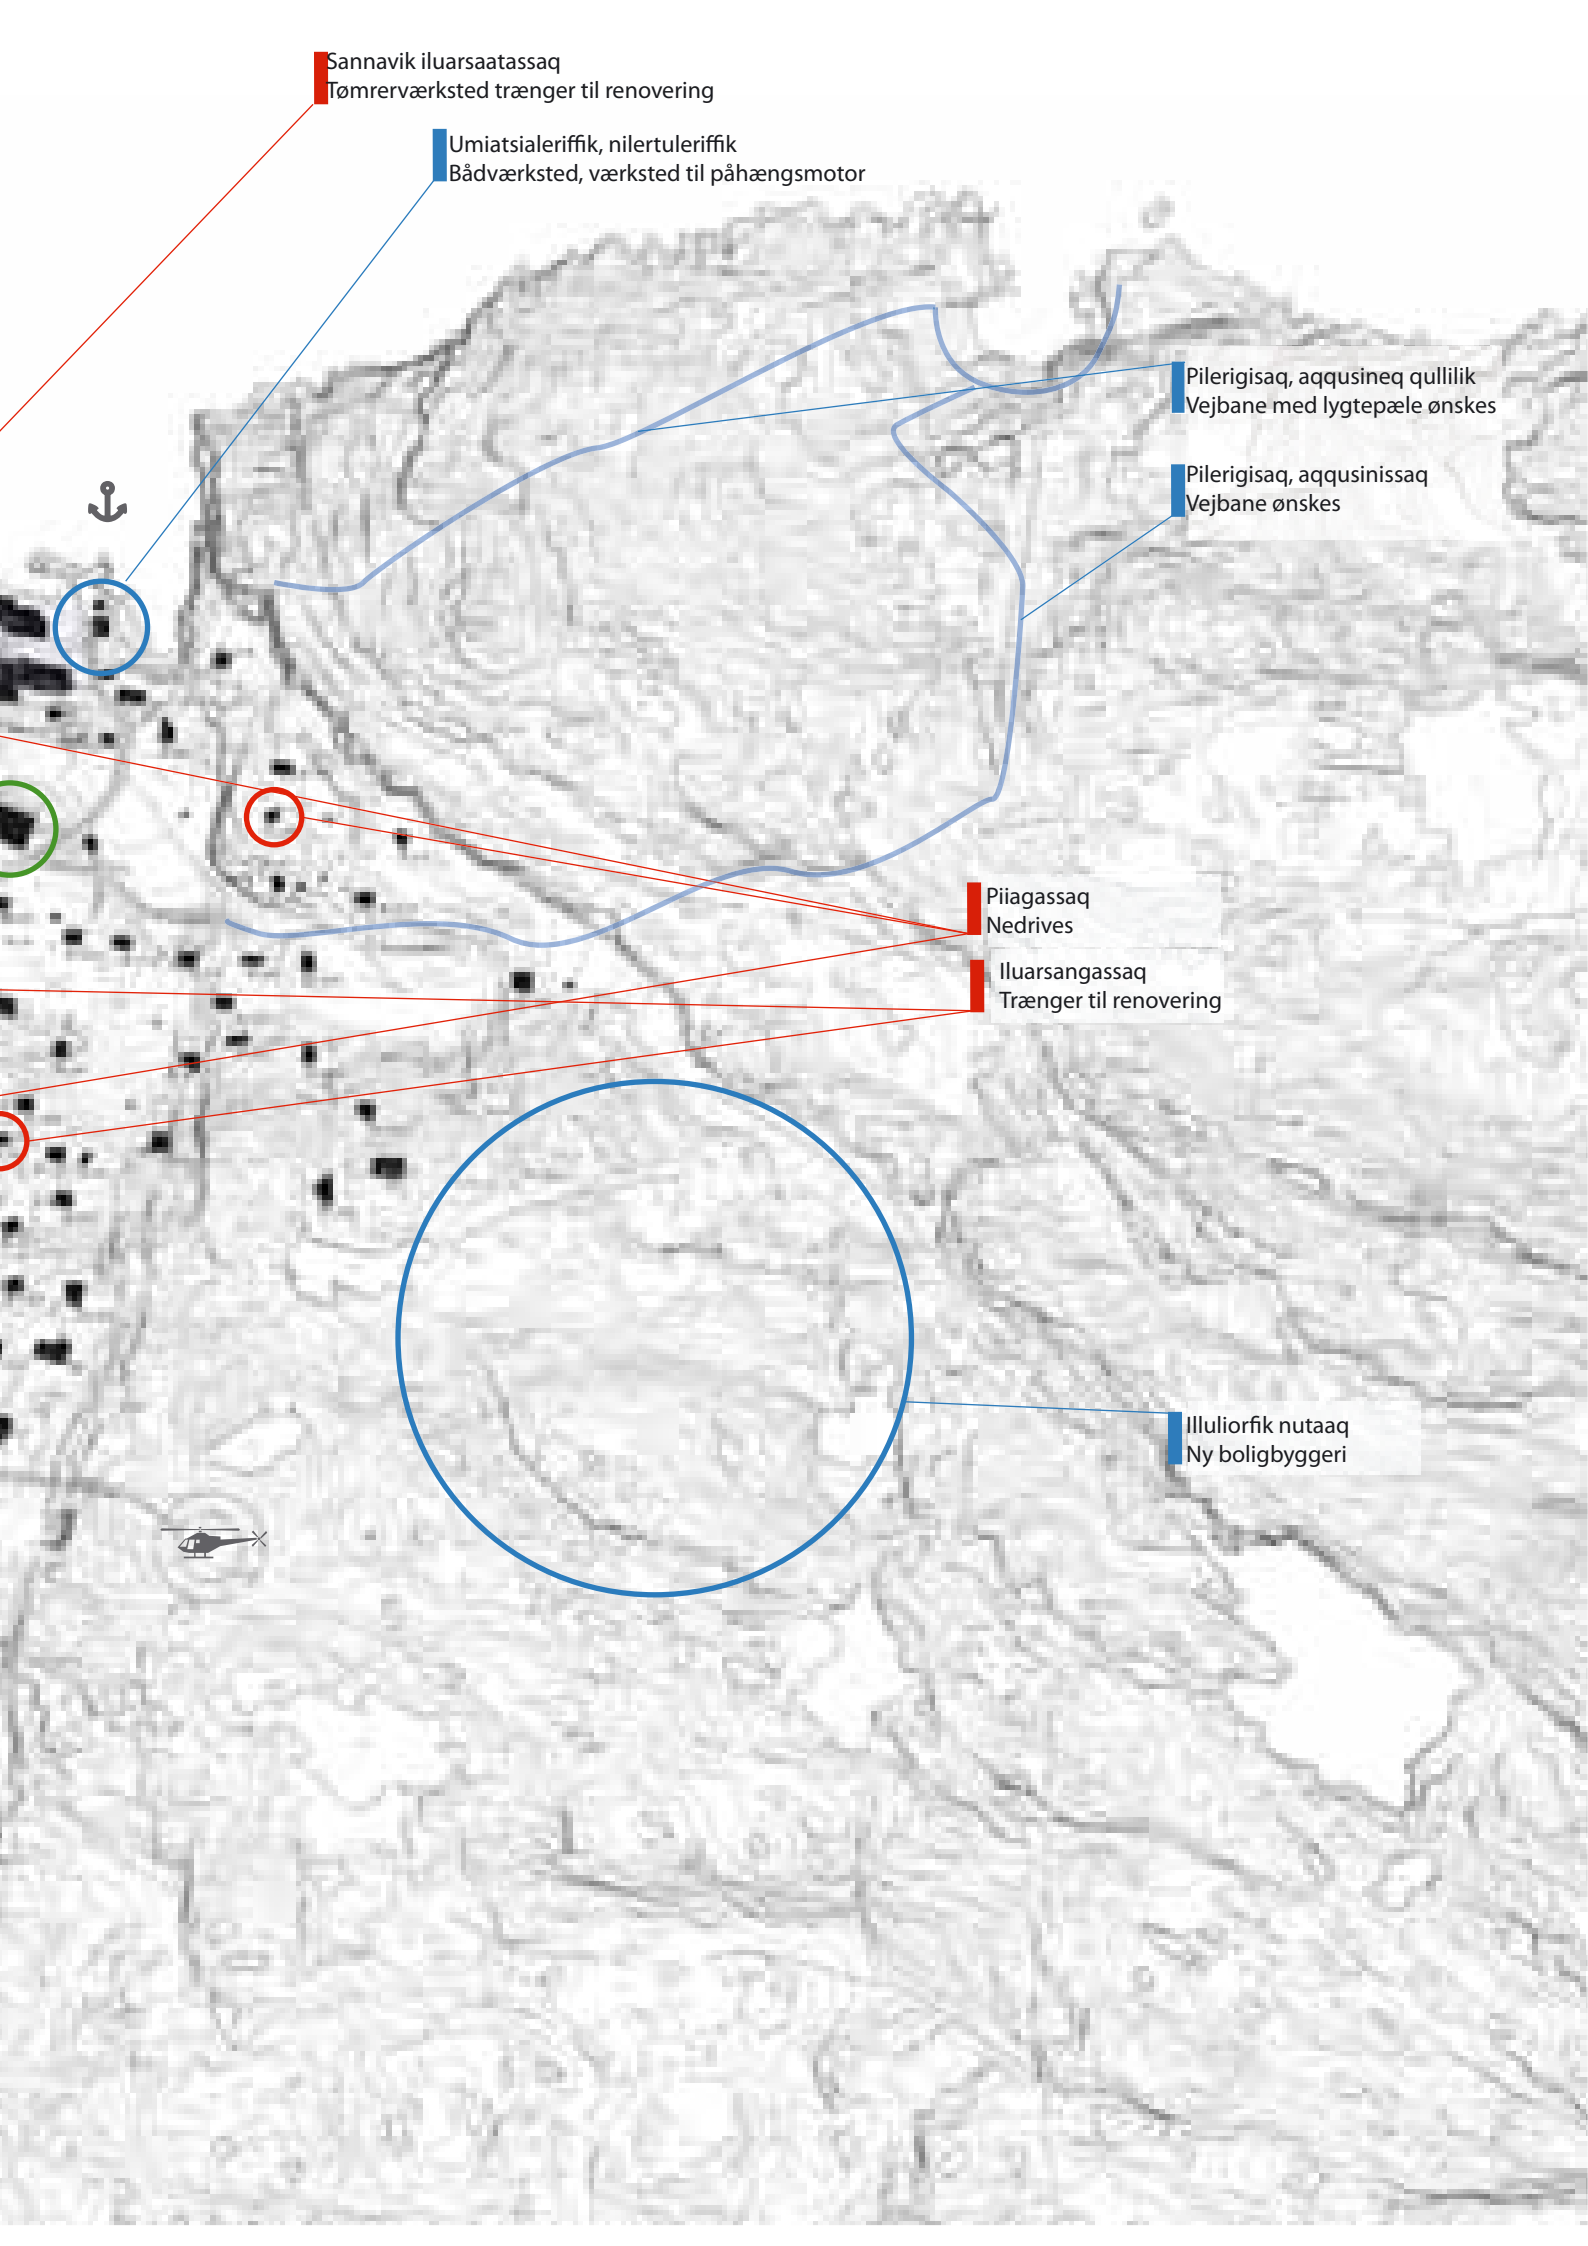 Sannavik iluarsaatassaq
Tømrerværksted trænger til renovering
Umiatsialeriffik, nilertuleriffik
Bådværksted, værksted til påhængsmotor
Pilerigisaq, aqqusineq qullilik
Vejbane med lygtepæle ønskes
Pilerigisaq, aqqusinissaq
Vejbane ønskes
Piiagassaq
Nedrives
Iluarsangassaq
Trænger til renovering
Illuliorfik nutaaq
Ny boligbyggeri